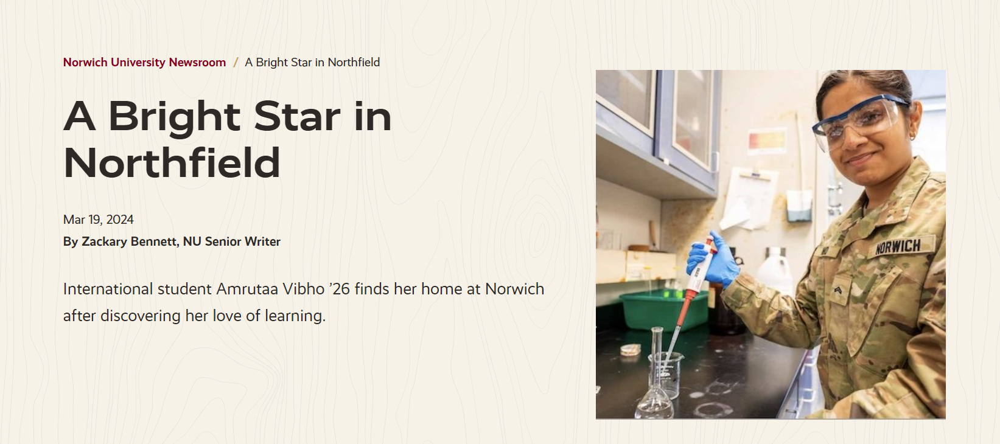 Norwich University Newsroom / A Bright Star in Northfield
A Bright Star in
Northfield
Mar 19, 2024
By Zackary Bennett, NU Senior Writer
International student Amrutaa Vibho ’26 finds her home at Norwich
after discovering her love of learning.
NORWICH